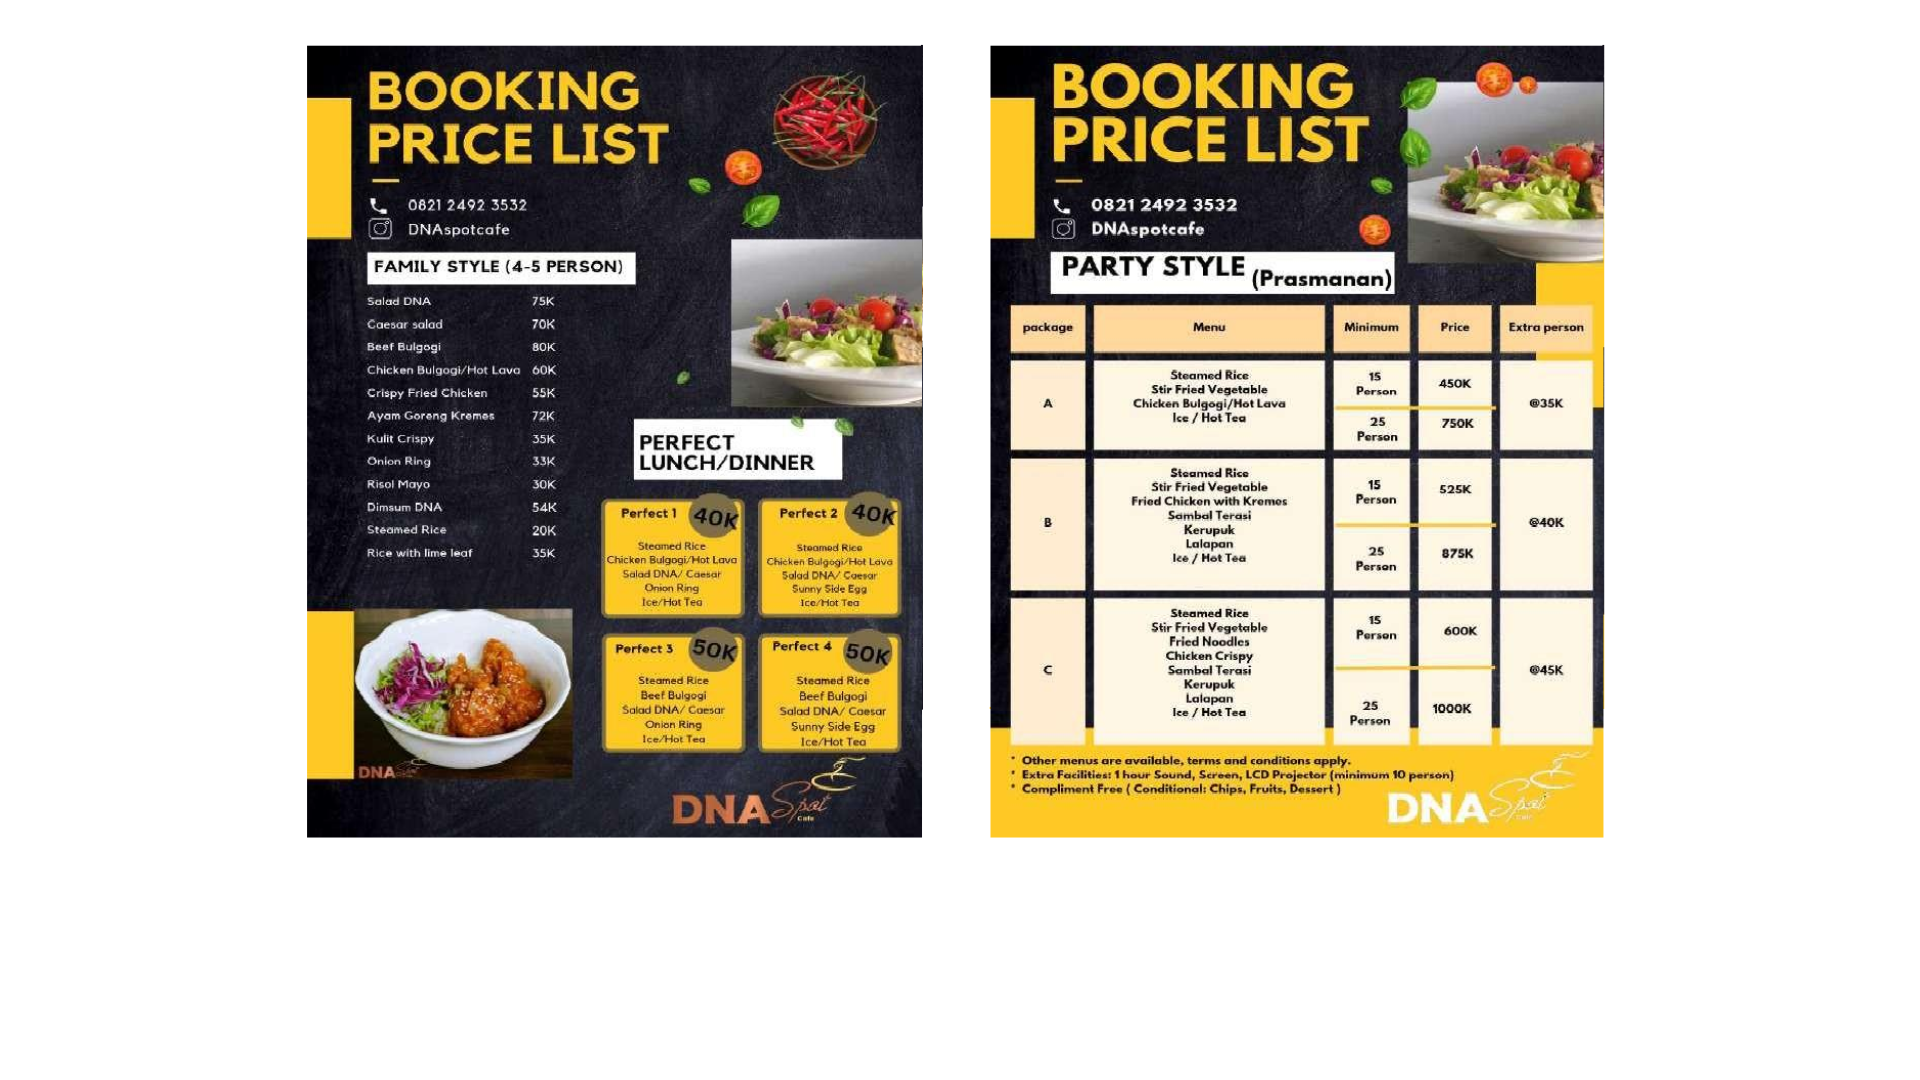 BOOKING
PRICE LIST
0821 2492 3532
DNAspotcafe
FAMILY STYLE (4-5 PERSON)
Salad DNA 75K
Caesar salad 70K
Beef Bulgogi 80K
Chicken Bulgogi/Hot Lava 60K
Crispy Fried Chicken 55K
Ayam Goreng Kremes 72K
Kulit Crispy 35K
Onion Ring 33K
Risol Mayo 30K
Dimsum DNA 54K
Steamed Rice 20K
Rice with lime leaf 35K
PERFECT
LUNCH/DINNER
Perfect 1 40K
Steamed Rice
Chicken Bulgogi/Hot Lava
Salad DNA/ Caesar
Onion Ring
Ice/Hot Tea
Perfect 2 40K
Steamed Rice
Chicken Bulgogi/Hot Lava
Salad DNA/ Caesar
Sunny Side Egg
Ice/Hot Tea
Perfect 3 50K
Steamed Rice
Beef Bulgogi
Salad DNA/ Caesar
Onion Ring
Ice/Hot Tea
Perfect 4 50K
Steamed Rice
Beef Bulgogi
Salad DNA/ Caesar
Sunny Side Egg
Ice/Hot Tea
DNA
DNA Spot
Cafe
BOOKING
PRICE LIST
0821 2492 3532
DNAspotcafe
PARTY STYLE (Prasmanan)
package Menu Minimum Price Extra person
A
Steamed Rice
Stir Fried Vegetable
Chicken Bulgogi/Hot Lava
Ice / Hot Tea
15
Person
450K
25
Person
750K
@35K
B
Steamed Rice
Stir Fried Vegetable
Fried Chicken with Kremes
Sambal Terasi
Kerupuk
Lalapan
Ice / Hot Tea
15
Person
525K
25
Person
875K
@40K
C
Steamed Rice
Stir Fried Vegetable
Fried Noodles
Chicken Crispy
Sambal Terasi
Kerupuk
Lalapan
Ice / Hot Tea
15
Person
600K
25
Person
1000K
@45K
* Other menus are available, terms and conditions apply.
* Extra Facilities: 1 hour Sound, Screen, LCD Projector (minimum 10 person)
* Compliment Free ( Conditional: Chips, Fruits, Dessert )
DNA Spot
Cafe